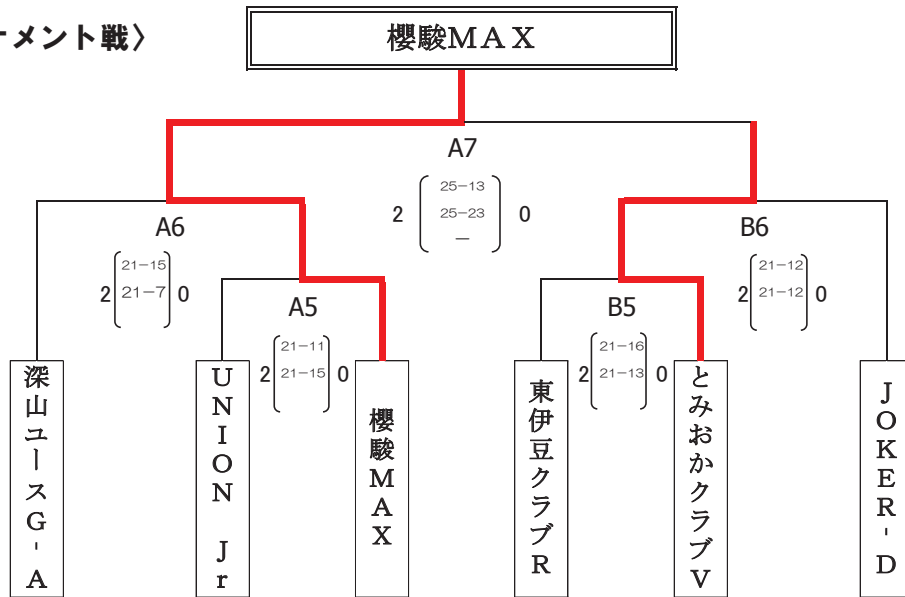 ナメント戦〉
櫻駿MAX
A7
2 25-13 0
25-23
-
A6
2 21-15 0
21-7
B6
2 21-12 0
21-12
A5
2 21-11 0
21-15
B5
2 21-16 0
21-13
深山ユースG-A
UNION Jr
櫻駿MAX
東伊豆クラブR
とみおかクラブV
JOKER-D